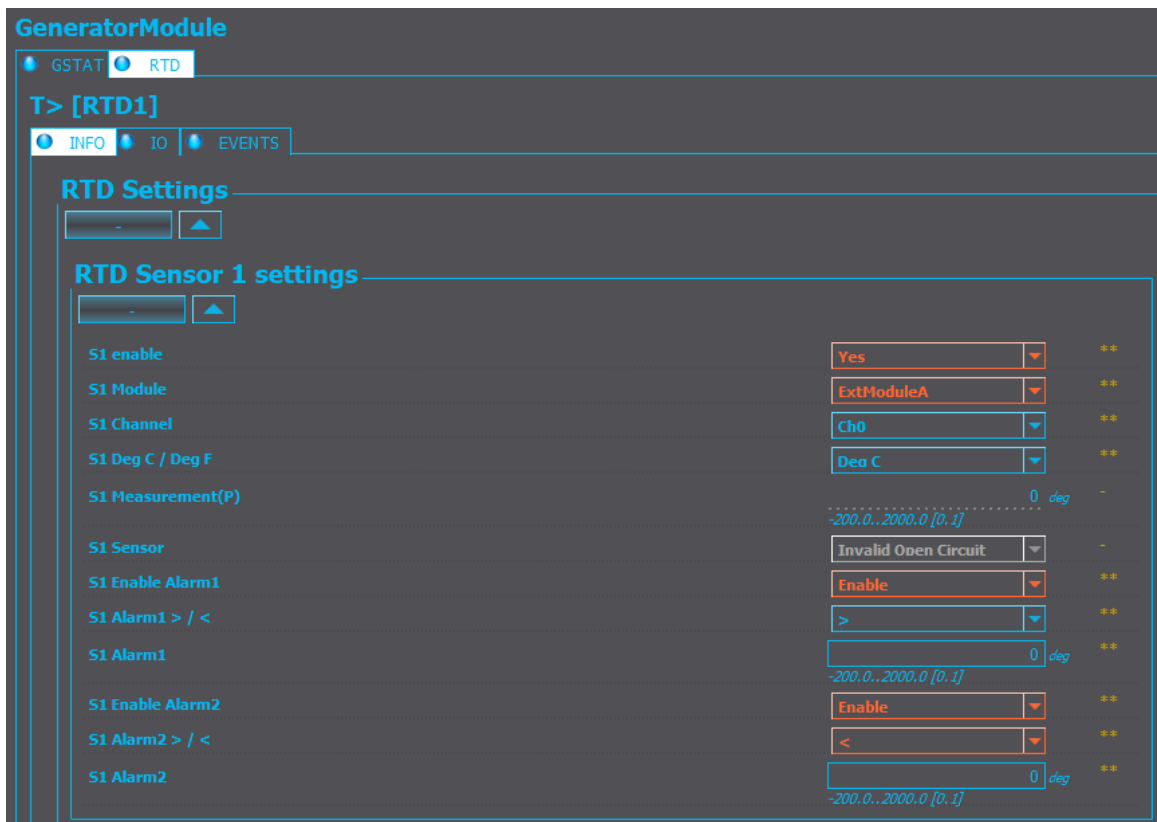 GeneratorModule
GSTAT RTD
T> [RTD1]
INFO IO EVENTS
RTD Settings
-
RTD Sensor 1 settings
-
S1 enable Yes **
S1 Module ExtModuleA **
S1 Channel Ch0 **
S1 Deg C / Deg F Deg C **
S1 Measurement(P) 0 deg -
-200.0..2000.0 [0.1]
S1 Sensor Invalid Open Circuit -
S1 Enable Alarm1 Enable **
S1 Alarm1 > / < > **
S1 Alarm1 0 deg **
-200.0..2000.0 [0.1]
S1 Enable Alarm2 Enable **
S1 Alarm2 > / < < **
S1 Alarm2 0 deg **
-200.0..2000.0 [0.1]